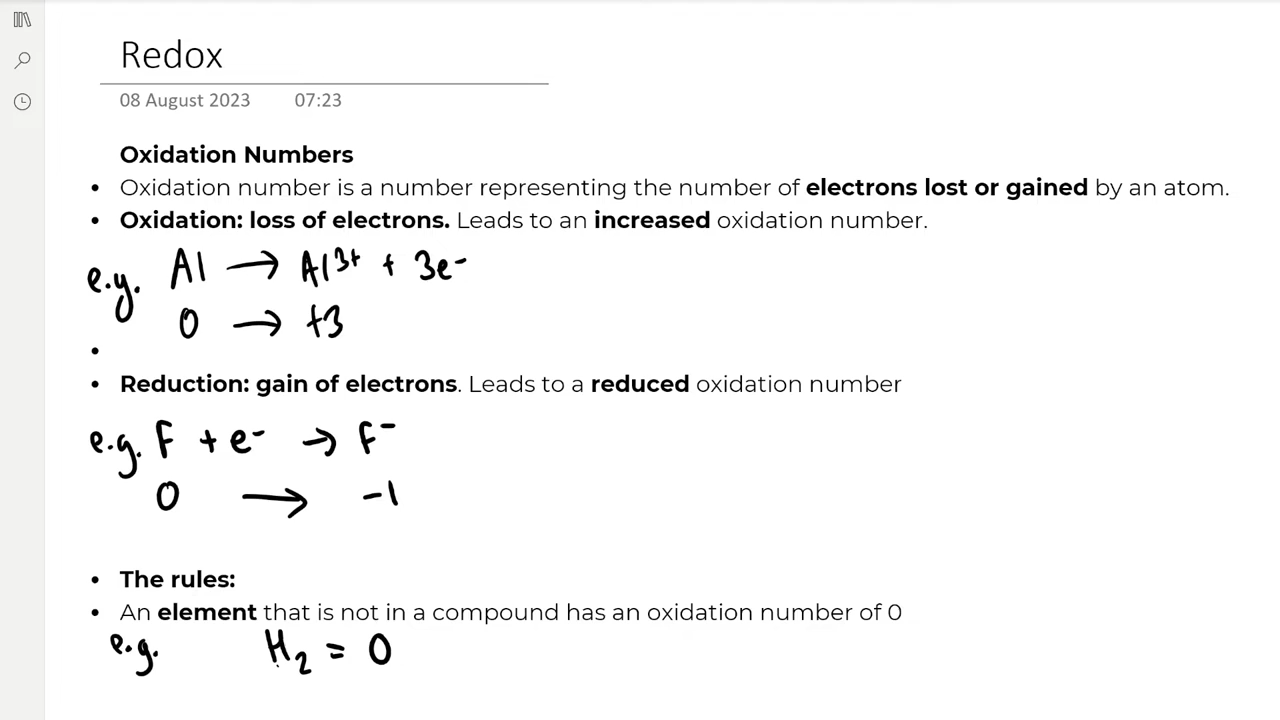 Redox
08 August 2023 07:23
Oxidation Numbers
• Oxidation number is a number representing the number of electrons lost or gained by an atom.
• Oxidation: loss of electrons. Leads to an increased oxidation number.
e.g. Al → Al³⁺ + 3e⁻
0 → +3
•
• Reduction: gain of electrons. Leads to a reduced oxidation number
e.g. F + e⁻ → F⁻
0 → -1
• The rules:
• An element that is not in a compound has an oxidation number of 0
e.g. H₂ = 0